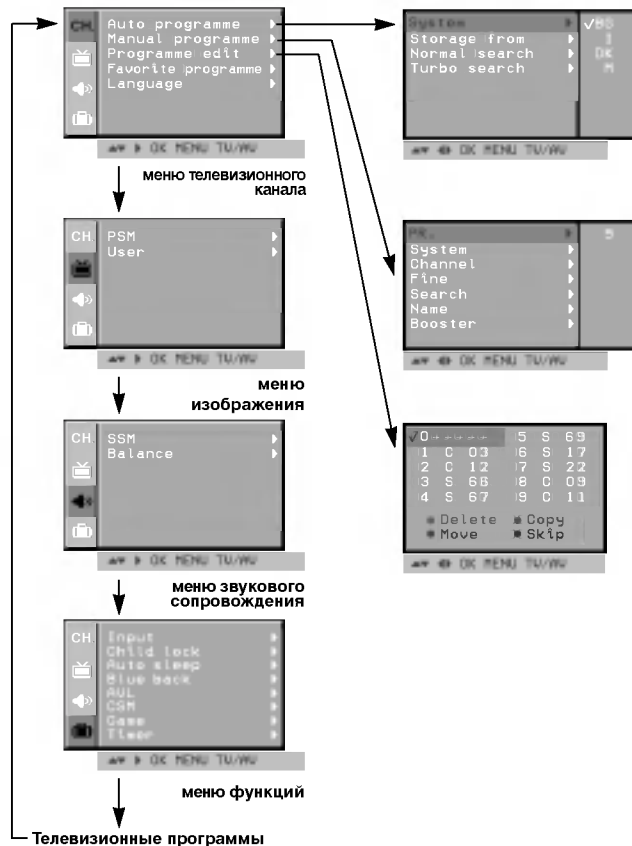 CH
Auto programme
Manual programme
Programme edit
Favorite programme
Language
OK MENU TV/AV
меню телевизионного
канала
CH
PSM
User
OK MENU TV/AV
меню
изображения
CH
SSM
Balance
OK MENU TV/AV
меню звукового
сопровождения
CH
Input
Child lock
Auto sleep
Blue back
AVL
CSM
Game
Timer
OK MENU TV/AV
меню функций
Телевизионные программы
System
Storage from
Normal search
Turbo search
BG
I
DK
M
OK MENU TV/AV
PR.
5
System
Channel
Fine
Search
Name
Booster
OK MENU TV/AV
0 - - - - - 5 S 69
1 C 03 6 S 17
2 C 12 7 S 22
3 S 66 8 C 09
4 S 67 9 C 11
Delete Copy
Move Skip
OK MENU TV/AV